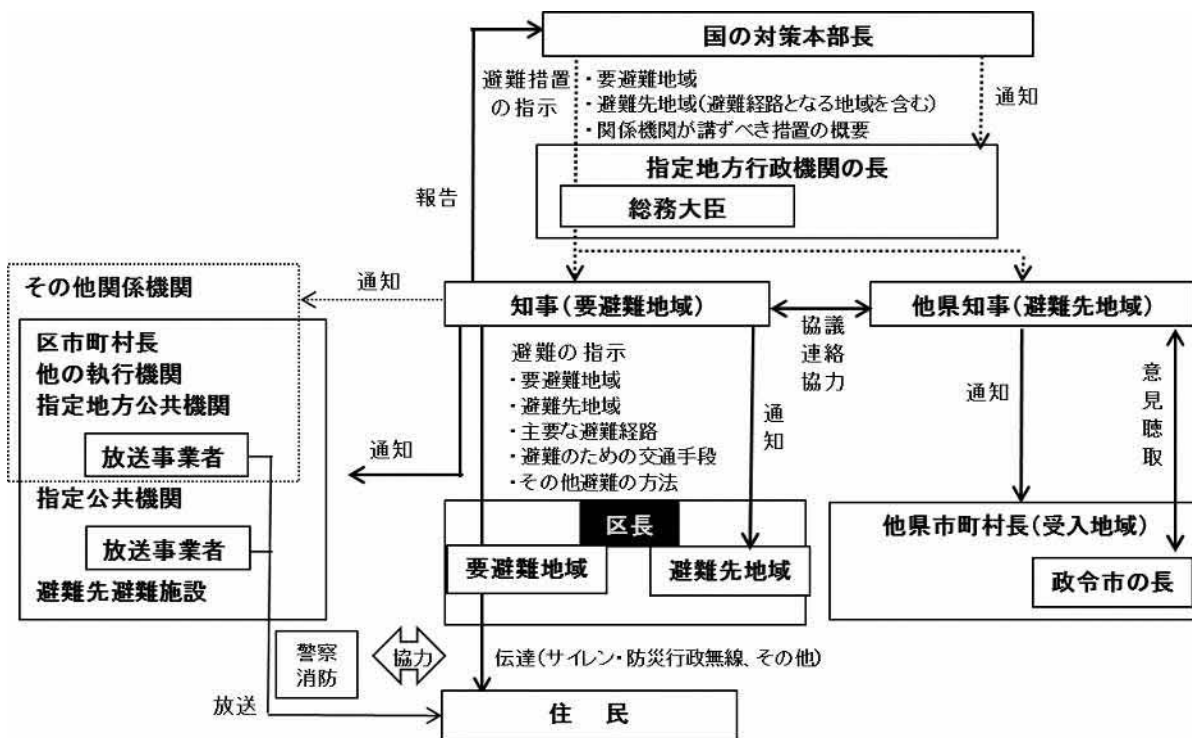 国の対策本部長
避難措置
の指示
・要避難地域
・避難先地域(避難経路となる地域を含む)
・関係機関が講ずべき措置の概要
通知
指定地方行政機関の長
総務大臣
報告
その他関係機関
通知
知事(要避難地域)
他県知事(避難先地域)
協議
連絡
協力
区市町村長
他の執行機関
指定地方公共機関
放送事業者
指定公共機関
放送事業者
避難先避難施設
通知
避難の指示
・要避難地域
・避難先地域
・主要な避難経路
・避難のための交通手段
・その他避難の方法
通知
通知
意見聴取
区長
要避難地域
避難先地域
他県市町村長(受入地域)
政令市の長
警察
消防
協力
伝達(サイレン・防災行政無線、その他)
放送
住 民